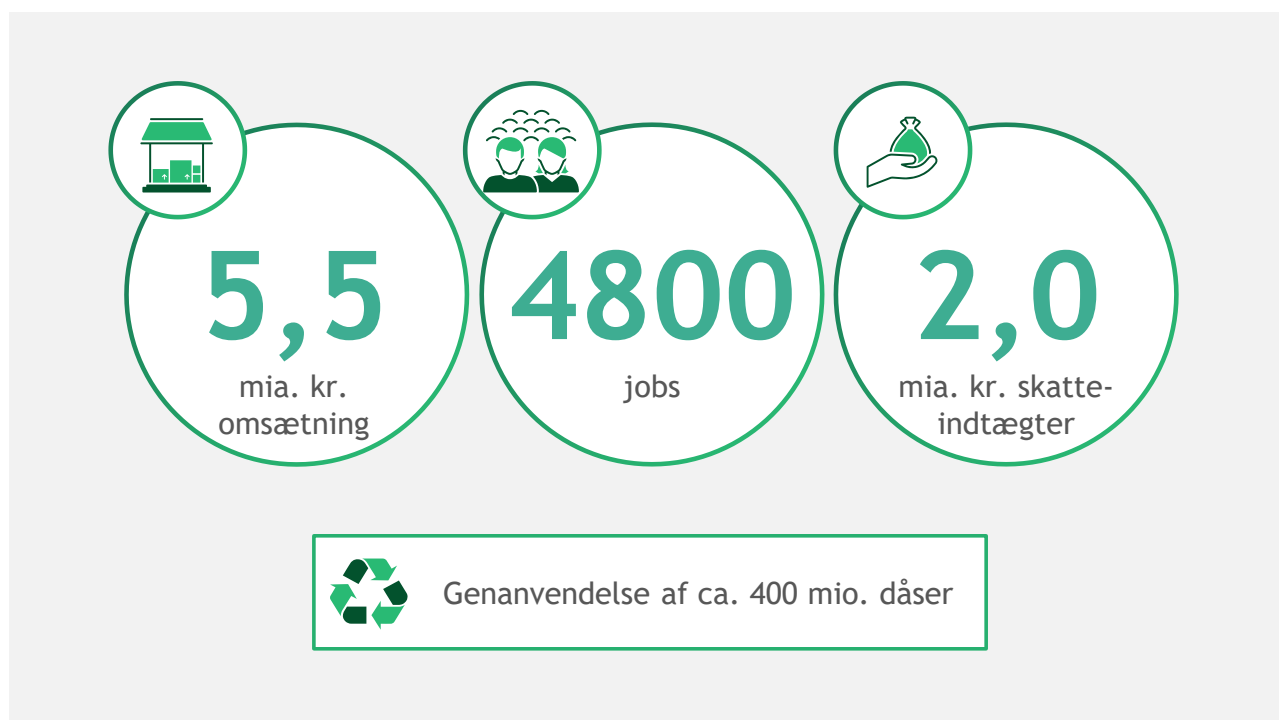 5,5
mia. kr.
omsætning
4800
jobs
2,0
mia. kr. skatte-
indtægter
Genanvendelse af ca. 400 mio. dåser